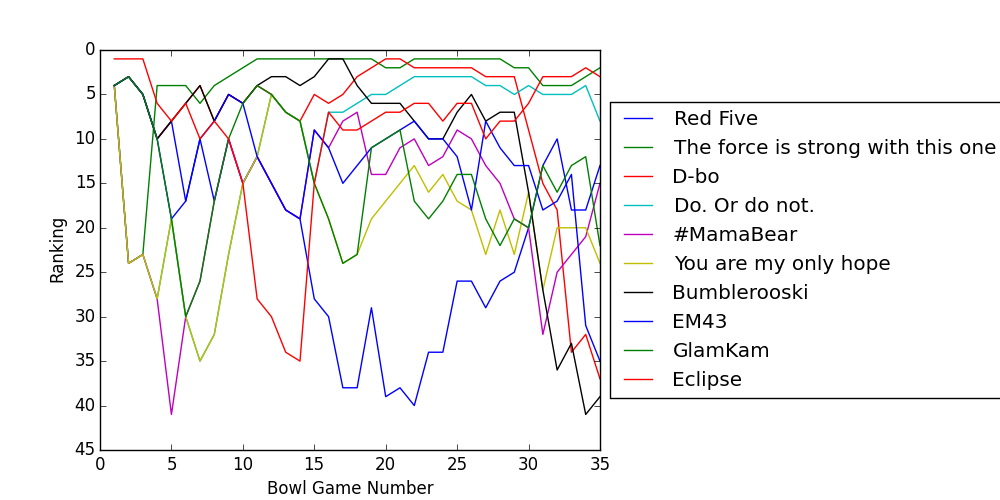 0
5
10
15
20
25
30
35
40
45
Ranking
0 5 10 15 20 25 30 35
Bowl Game Number
Red Five
The force is strong with this one
D-bo
Do. Or do not.
#MamaBear
You are my only hope
Bumblerooski
EM43
GlamKam
Eclipse